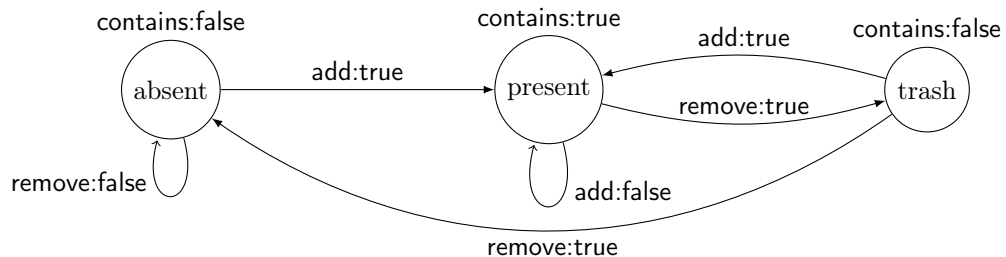 contains:false
contains:true
contains:false
absent
add:true
present
add:true
remove:true
trash
remove:false
add:false
remove:true